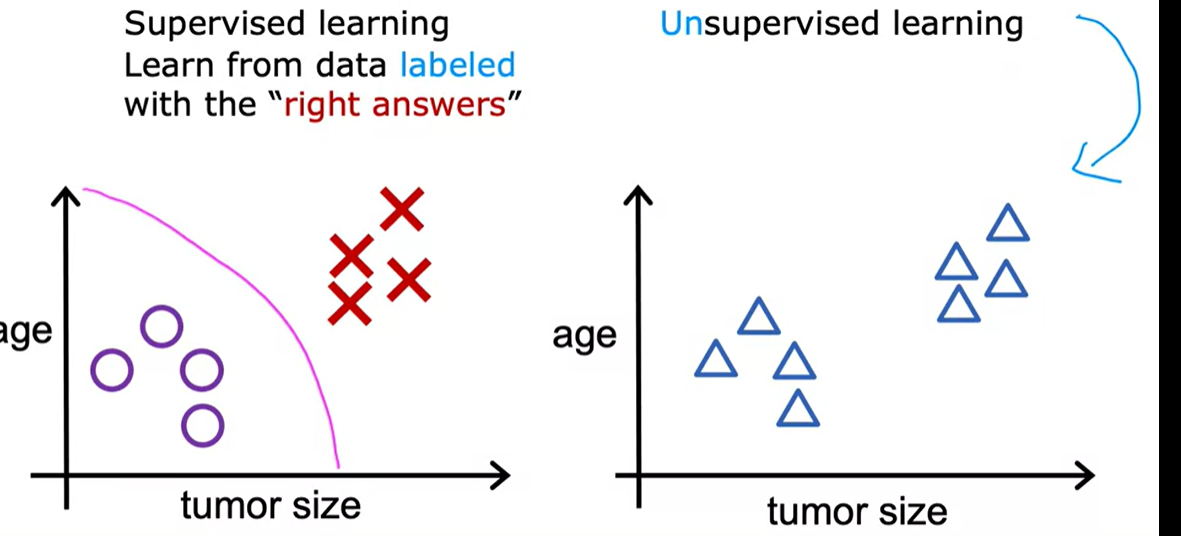 Supervised learning
Learn from data labeled
with the “right answers”
age
tumor size
Unsupervised learning
age
tumor size